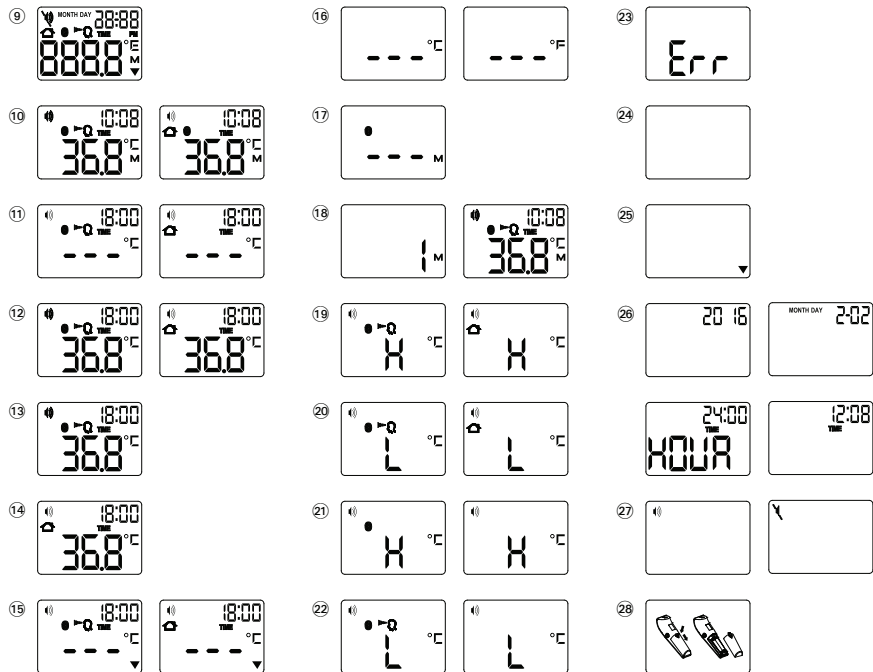 9
MONTH DAY 38:88
TIME PM
888.8 °E
M
10
10:08
TIME
36.8 °C
M
10:08
TIME
36.8 °C
M
11
18:00
TIME
--- °C
18:00
TIME
--- °C
12
18:00
TIME
36.8 °C
18:00
TIME
36.8 °C
13
18:00
TIME
36.8 °C
14
18:00
TIME
36.8 °C
15
18:00
TIME
--- °C
18:00
TIME
--- °C
16
--- °C
--- °F
17
--- M
18
1 M
10:08
TIME
36.8 °C
M
19
H °C
H °C
20
L °C
L °C
21
H °C
H °C
22
L °C
L °C
23
Err
24
25
26
2016
MONTH DAY 2-02
24:00
TIME
HOUR
12:08
TIME
27
28